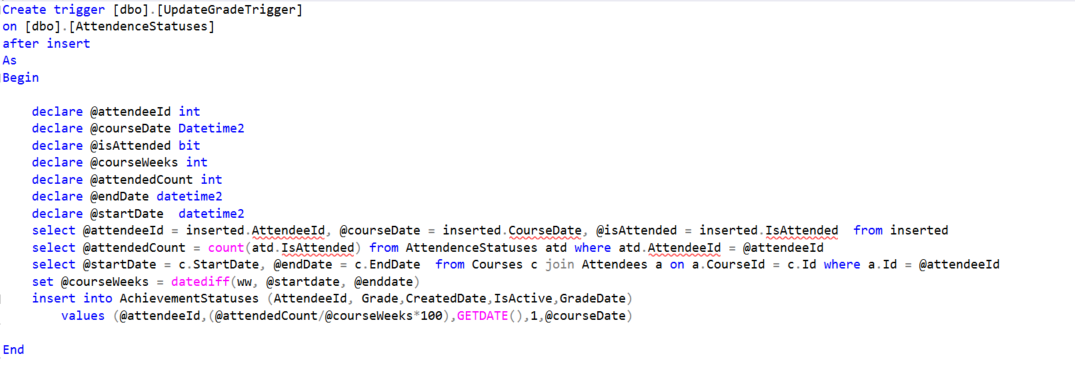 Create trigger [dbo].[UpdateGradeTrigger]
on [dbo].[AttendenceStatuses]
after insert
As
Begin
declare @attendeeId int
declare @courseDate Datetime2
declare @isAttended bit
declare @courseWeeks int
declare @attendedCount int
declare @endDate datetime2
declare @startDate  datetime2
select @attendeeId = inserted.AttendeeId, @courseDate = inserted.CourseDate, @isAttended = inserted.IsAttended  from inserted
select @attendedCount = count(atd.IsAttended) from AttendenceStatuses atd where atd.AttendeeId = @attendeeId
select @startDate = c.StartDate, @endDate = c.EndDate  from Courses c join Attendees a on a.CourseId = c.Id where a.Id = @attendeeId
set @courseWeeks = datediff(ww, @startdate, @enddate)
insert into AchievementStatuses (AttendeeId, Grade,CreatedDate,IsActive,GradeDate)
values (@attendeeId,(@attendedCount/@courseWeeks*100),GETDATE(),1,@courseDate)
End